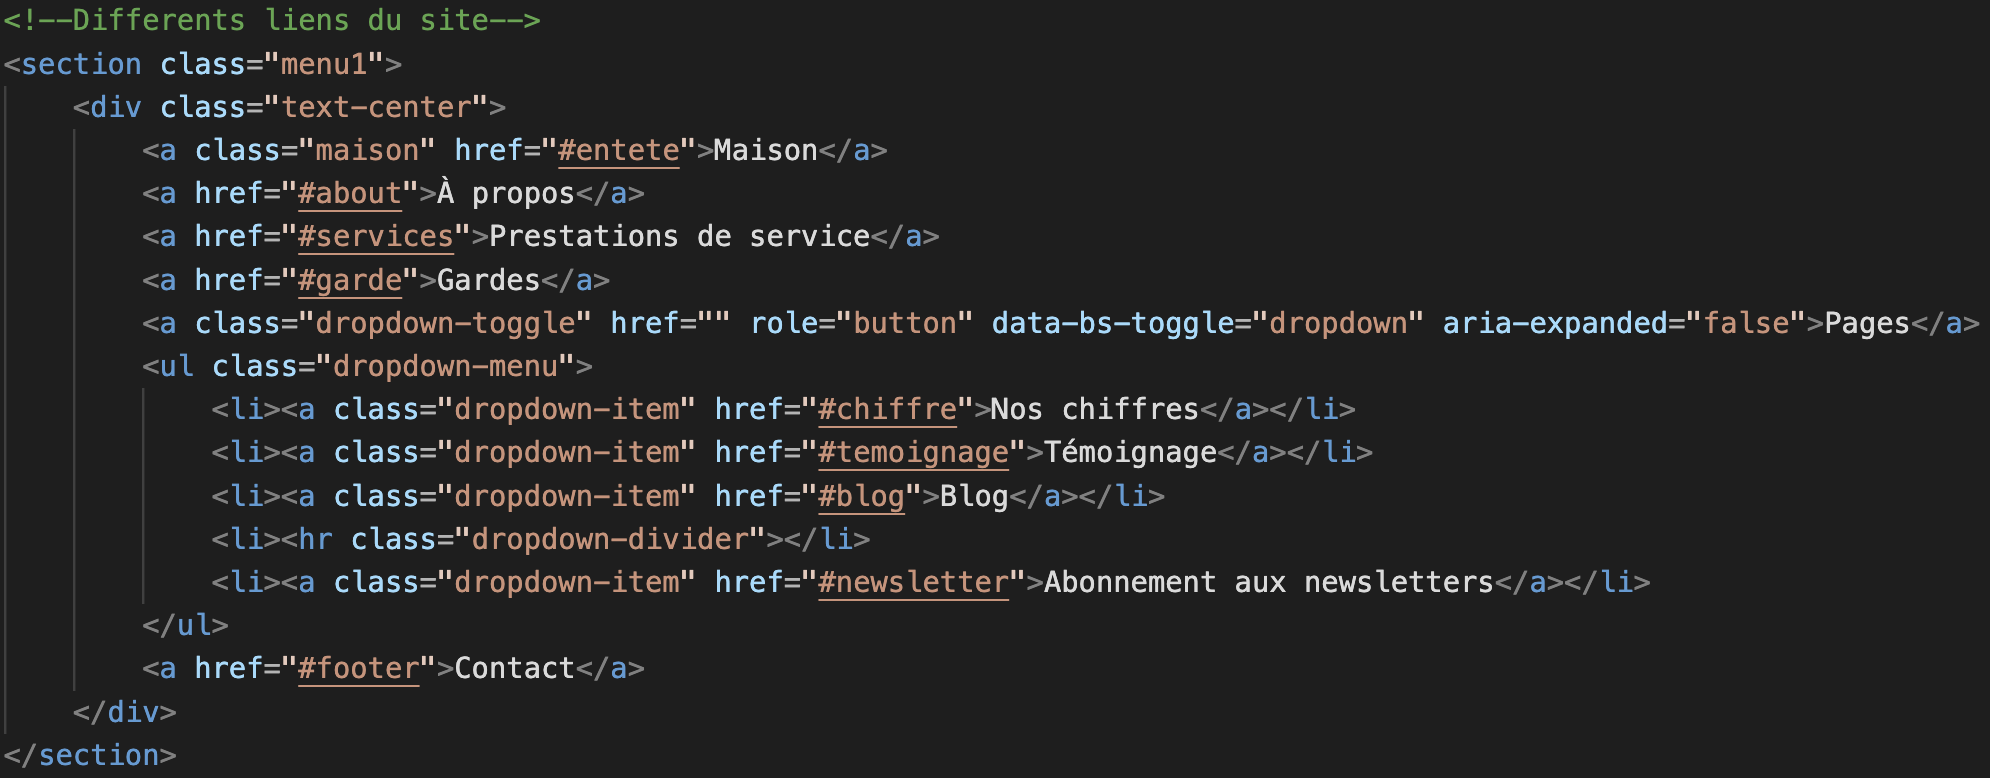 <!--Differents liens du site-->
<section class="menu1">
    <div class="text-center">
        <a class="maison" href="#entete">Maison</a>
        <a href="#about">À propos</a>
        <a href="#services">Prestations de service</a>
        <a href="#garde">Gardes</a>
        <a class="dropdown-toggle" href="" role="button" data-bs-toggle="dropdown" aria-expanded="false">Pages</a>
        <ul class="dropdown-menu">
            <li><a class="dropdown-item" href="#chiffre">Nos chiffres</a></li>
            <li><a class="dropdown-item" href="#temoignage">Témoignage</a></li>
            <li><a class="dropdown-item" href="#blog">Blog</a></li>
            <li><hr class="dropdown-divider"></li>
            <li><a class="dropdown-item" href="#newsletter">Abonnement aux newsletters</a></li>
        </ul>
        <a href="#footer">Contact</a>
    </div>
</section>